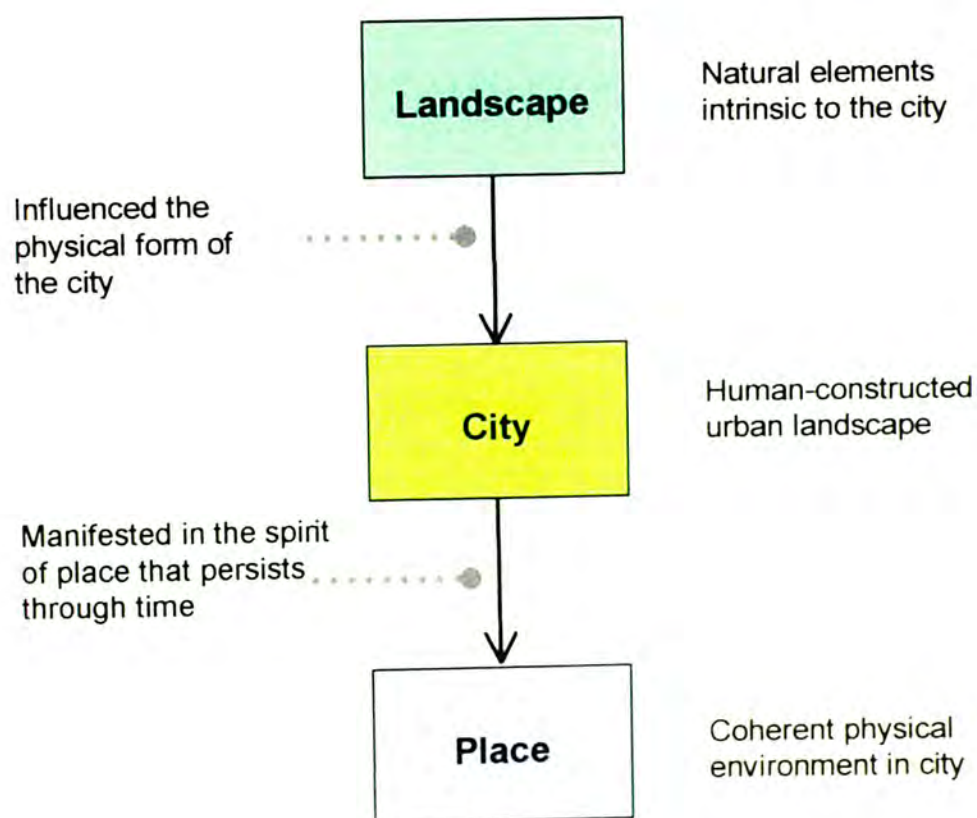 Landscape
Natural elements
intrinsic to the city
Influenced the
physical form of
the city
City
Human-constructed
urban landscape
Manifested in the spirit
of place that persists
through time
Place
Coherent physical
environment in city